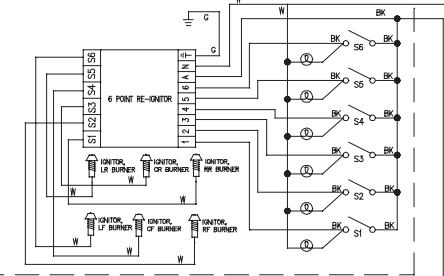 W
W
BK
G
G
BK
S6
BK
S5
BK
S4
BK
S3
BK
S2
BK
S1
S6
S5
S4
S3
S2
S1
6 POINT RE-IGNITOR
N
A
6
5
4
3
2
1
BK
BK
BK
BK
BK
BK
IGNITOR,
LR BURNER
IGNITOR,
CR BURNER
IGNITOR,
RR BURNER
W
W
W
IGNITOR,
LF BURNER
IGNITOR,
CF BURNER
IGNITOR,
RF BURNER
W
W
W